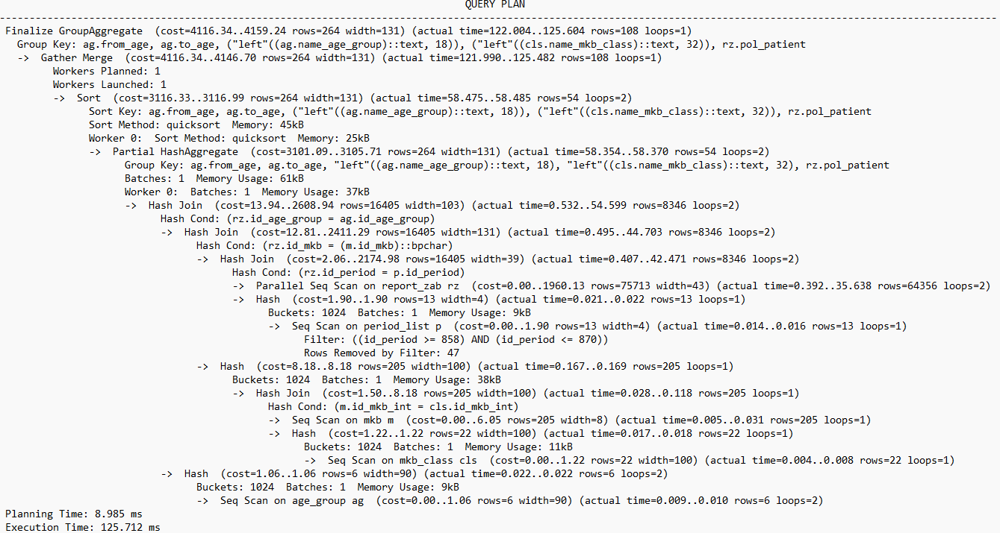 QUERY PLAN
------------------------------------------------------------------------------------------------------------------------------------------------------------------------
Finalize GroupAggregate  (cost=4116.34..4159.24 rows=264 width=131) (actual time=122.004..125.604 rows=108 loops=1)
  Group Key: ag.from_age, ag.to_age, ("left"((ag.name_age_group)::text, 18)), ("left"((cls.name_mkb_class)::text, 32)), rz.pol_patient
  ->  Gather Merge  (cost=4116.34..4146.70 rows=264 width=131) (actual time=121.990..125.482 rows=108 loops=1)
        Workers Planned: 1
        Workers Launched: 1
        ->  Sort  (cost=3116.33..3116.99 rows=264 width=131) (actual time=58.475..58.485 rows=54 loops=2)
              Sort Key: ag.from_age, ag.to_age, ("left"((ag.name_age_group)::text, 18)), ("left"((cls.name_mkb_class)::text, 32)), rz.pol_patient
              Sort Method: quicksort  Memory: 45kB
              Worker 0:  Sort Method: quicksort  Memory: 25kB
              ->  Partial HashAggregate  (cost=3101.09..3105.71 rows=264 width=131) (actual time=58.354..58.370 rows=54 loops=2)
                    Group Key: ag.from_age, ag.to_age, "left"((ag.name_age_group)::text, 18), "left"((cls.name_mkb_class)::text, 32), rz.pol_patient
                    Batches: 1  Memory Usage: 61kB
                    Worker 0:  Batches: 1  Memory Usage: 37kB
                    ->  Hash Join  (cost=13.94..2608.94 rows=16405 width=103) (actual time=0.532..54.599 rows=8346 loops=2)
                          Hash Cond: (rz.id_age_group = ag.id_age_group)
                          ->  Hash Join  (cost=12.81..2411.29 rows=16405 width=131) (actual time=0.495..44.703 rows=8346 loops=2)
                                Hash Cond: (rz.id_mkb = (m.id_mkb)::bpchar)
                                ->  Hash Join  (cost=2.06..2174.98 rows=16405 width=39) (actual time=0.407..42.471 rows=8346 loops=2)
                                      Hash Cond: (rz.id_period = p.id_period)
                                      ->  Parallel Seq Scan on report_zab rz  (cost=0.00..1960.13 rows=75713 width=43) (actual time=0.392..35.638 rows=64356 loops=2)
                                      ->  Hash  (cost=1.90..1.90 rows=13 width=4) (actual time=0.021..0.022 rows=13 loops=1)
                                            Buckets: 1024  Batches: 1  Memory Usage: 9kB
                                            ->  Seq Scan on period_list p  (cost=0.00..1.90 rows=13 width=4) (actual time=0.014..0.016 rows=13 loops=1)
                                                  Filter: ((id_period >= 858) AND (id_period <= 870))
                                                  Rows Removed by Filter: 47
                                ->  Hash  (cost=8.18..8.18 rows=205 width=100) (actual time=0.167..0.169 rows=205 loops=1)
                                      Buckets: 1024  Batches: 1  Memory Usage: 38kB
                                      ->  Hash Join  (cost=1.50..8.18 rows=205 width=100) (actual time=0.028..0.118 rows=205 loops=1)
                                            Hash Cond: (m.id_mkb_int = cls.id_mkb_int)
                                            ->  Seq Scan on mkb m  (cost=0.00..6.05 rows=205 width=8) (actual time=0.005..0.031 rows=205 loops=1)
                                            ->  Hash  (cost=1.22..1.22 rows=22 width=100) (actual time=0.017..0.018 rows=22 loops=1)
                                                  Buckets: 1024  Batches: 1  Memory Usage: 11kB
                                                  ->  Seq Scan on mkb_class cls  (cost=0.00..1.22 rows=22 width=100) (actual time=0.004..0.008 rows=22 loops=1)
                          ->  Hash  (cost=1.06..1.06 rows=6 width=90) (actual time=0.022..0.022 rows=6 loops=2)
                                Buckets: 1024  Batches: 1  Memory Usage: 9kB
                                ->  Seq Scan on age_group ag  (cost=0.00..1.06 rows=6 width=90) (actual time=0.009..0.010 rows=6 loops=2)
Planning Time: 8.985 ms
Execution Time: 125.712 ms